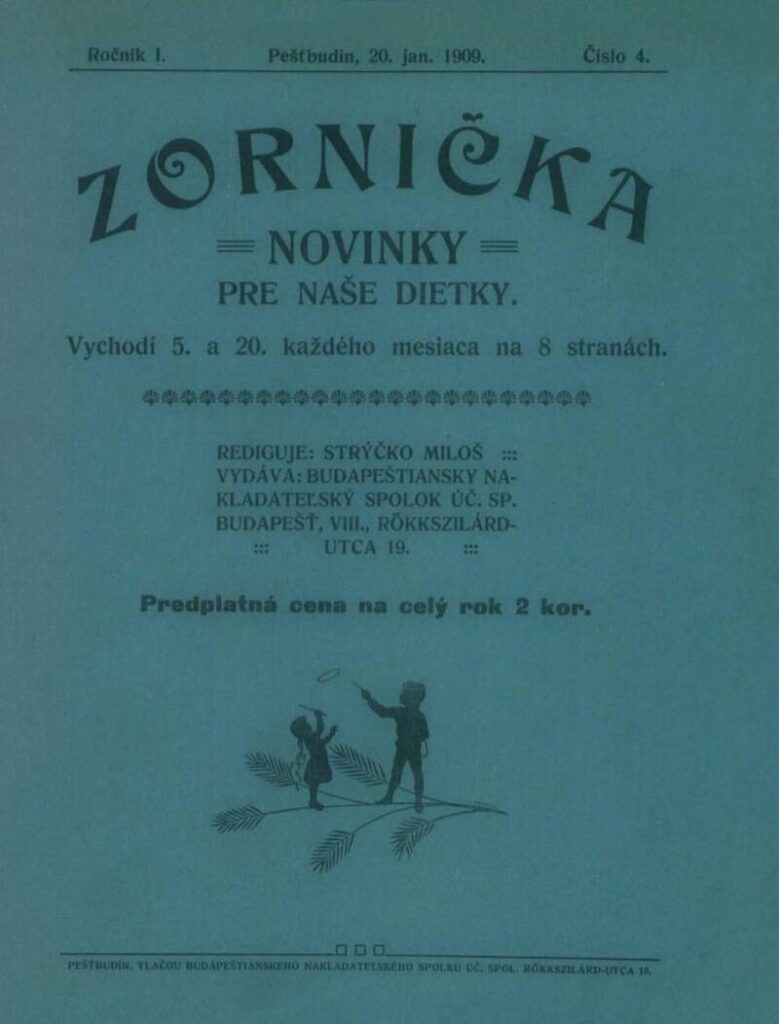 Ročník I. Pešťbudín, 20. jan. 1909. Číslo 4.
ZORNIČKA
NOVINKY
PRE NAŠE DIETKY.
Vychodí 5. a 20. každého mesiaca na 8 stranách.
REDIGUJE: STRÝČKO MILOŠ :::
VYDÁVA: BUDAPEŠTIANSKY NA-
KLADATEĽSKÝ SPOLOK ÚČ. SP.
BUDAPEŠŤ, VIII., RÖKKSZILÁRD-
::: UTCA 19. :::
Predplatná cena na celý rok 2 kor.
PEŠŤBUDÍN. TLAČOU BUDAPEŠTIANSKEHO NAKLADATEĽSKÉHO SPOLKU ÚČ. SPOL. RÖKKSZILÁRD-UTCA 19.